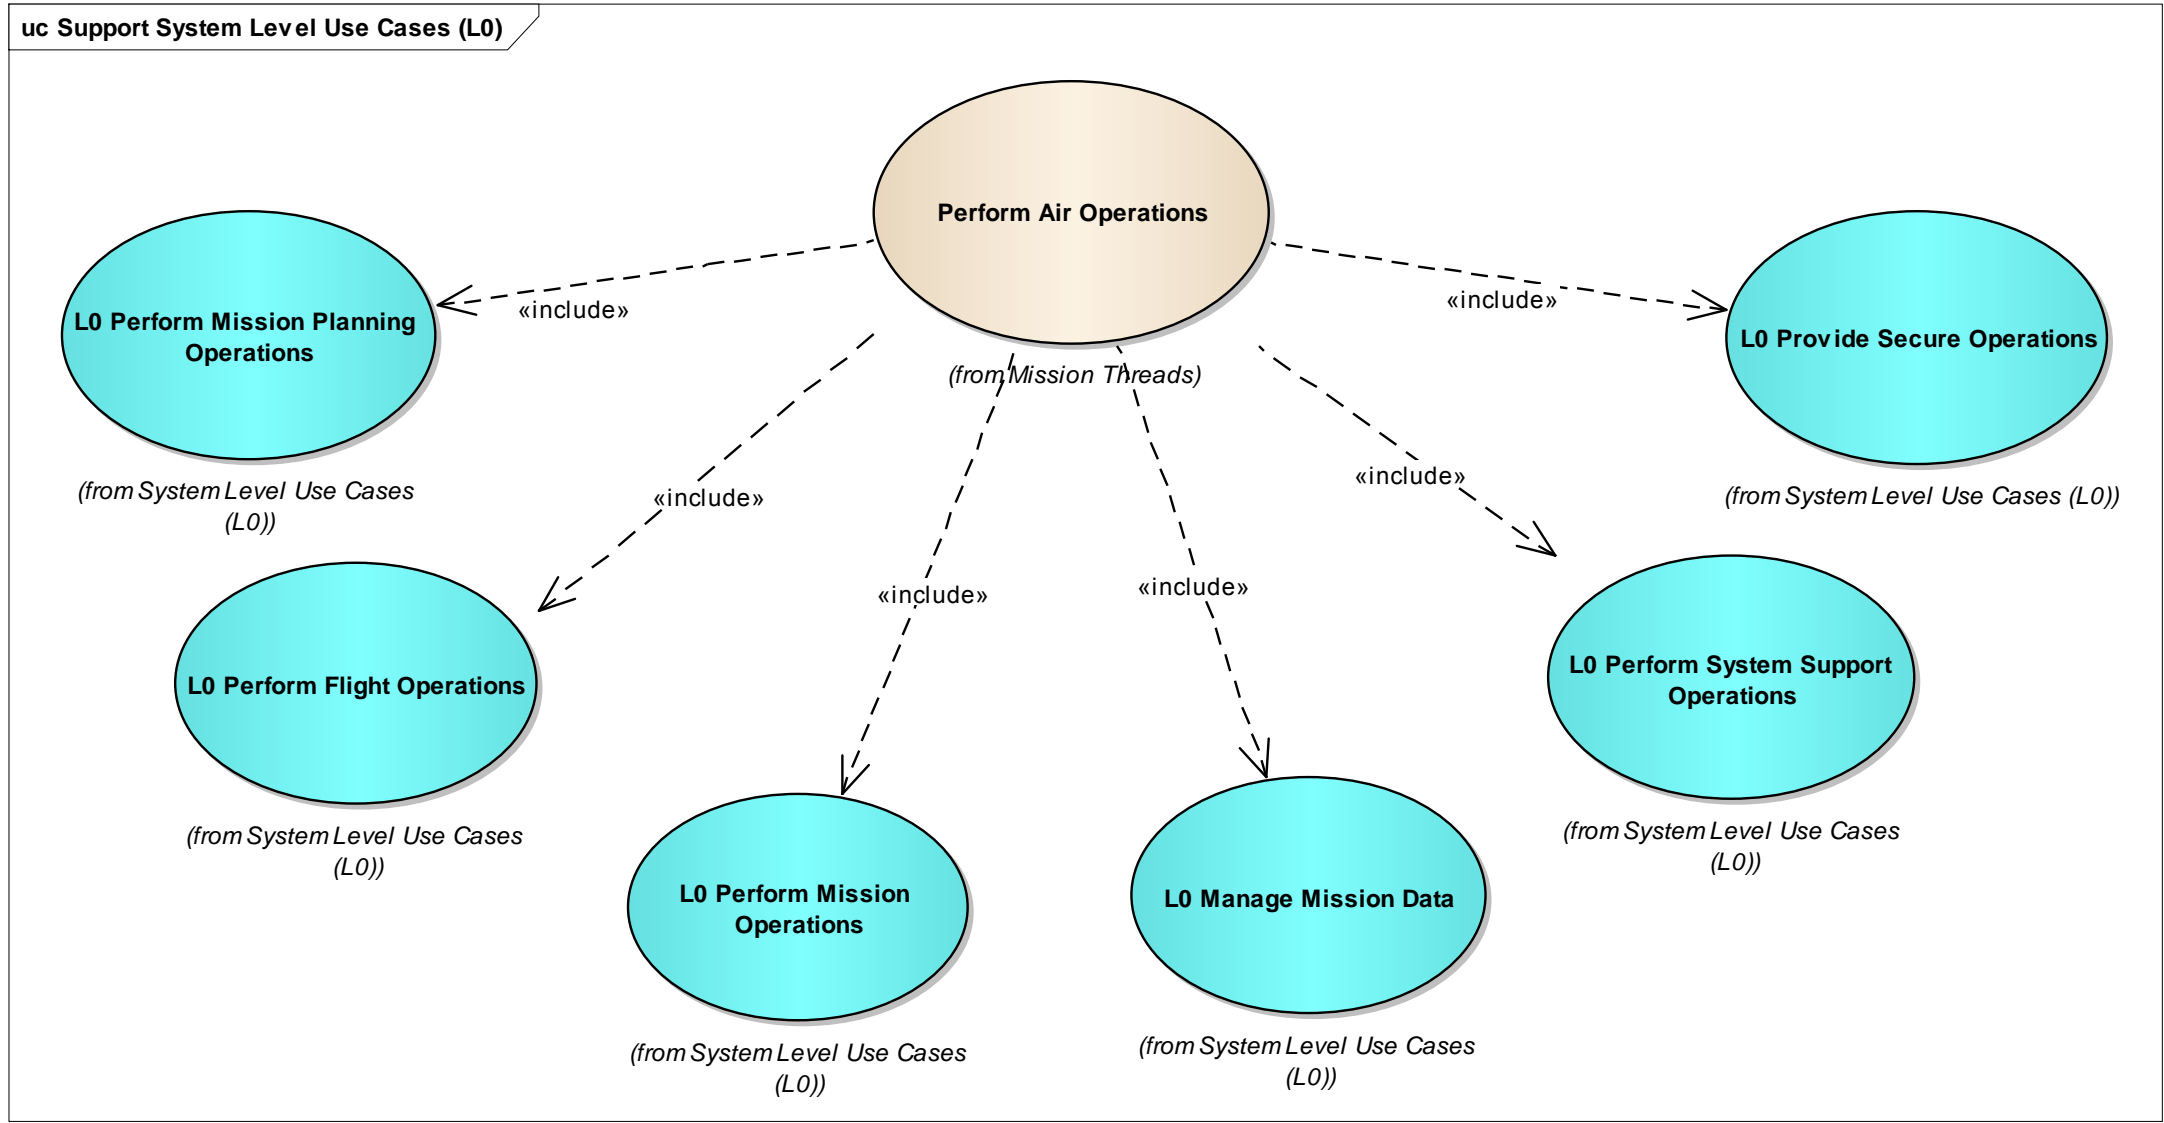 uc Support System Level Use Cases (L0)
Perform Air Operations
(from Mission Threads)
L0 Perform Mission Planning
Operations
(from System Level Use Cases
(L0))
«include»
«include»
L0 Provide Secure Operations
(from System Level Use Cases (L0))
«include»
«include»
L0 Perform Flight Operations
(from System Level Use Cases
(L0))
«include»
«include»
L0 Perform System Support
Operations
(from System Level Use Cases
(L0))
L0 Perform Mission
Operations
(from System Level Use Cases
(L0))
L0 Manage Mission Data
(from System Level Use Cases
(L0))